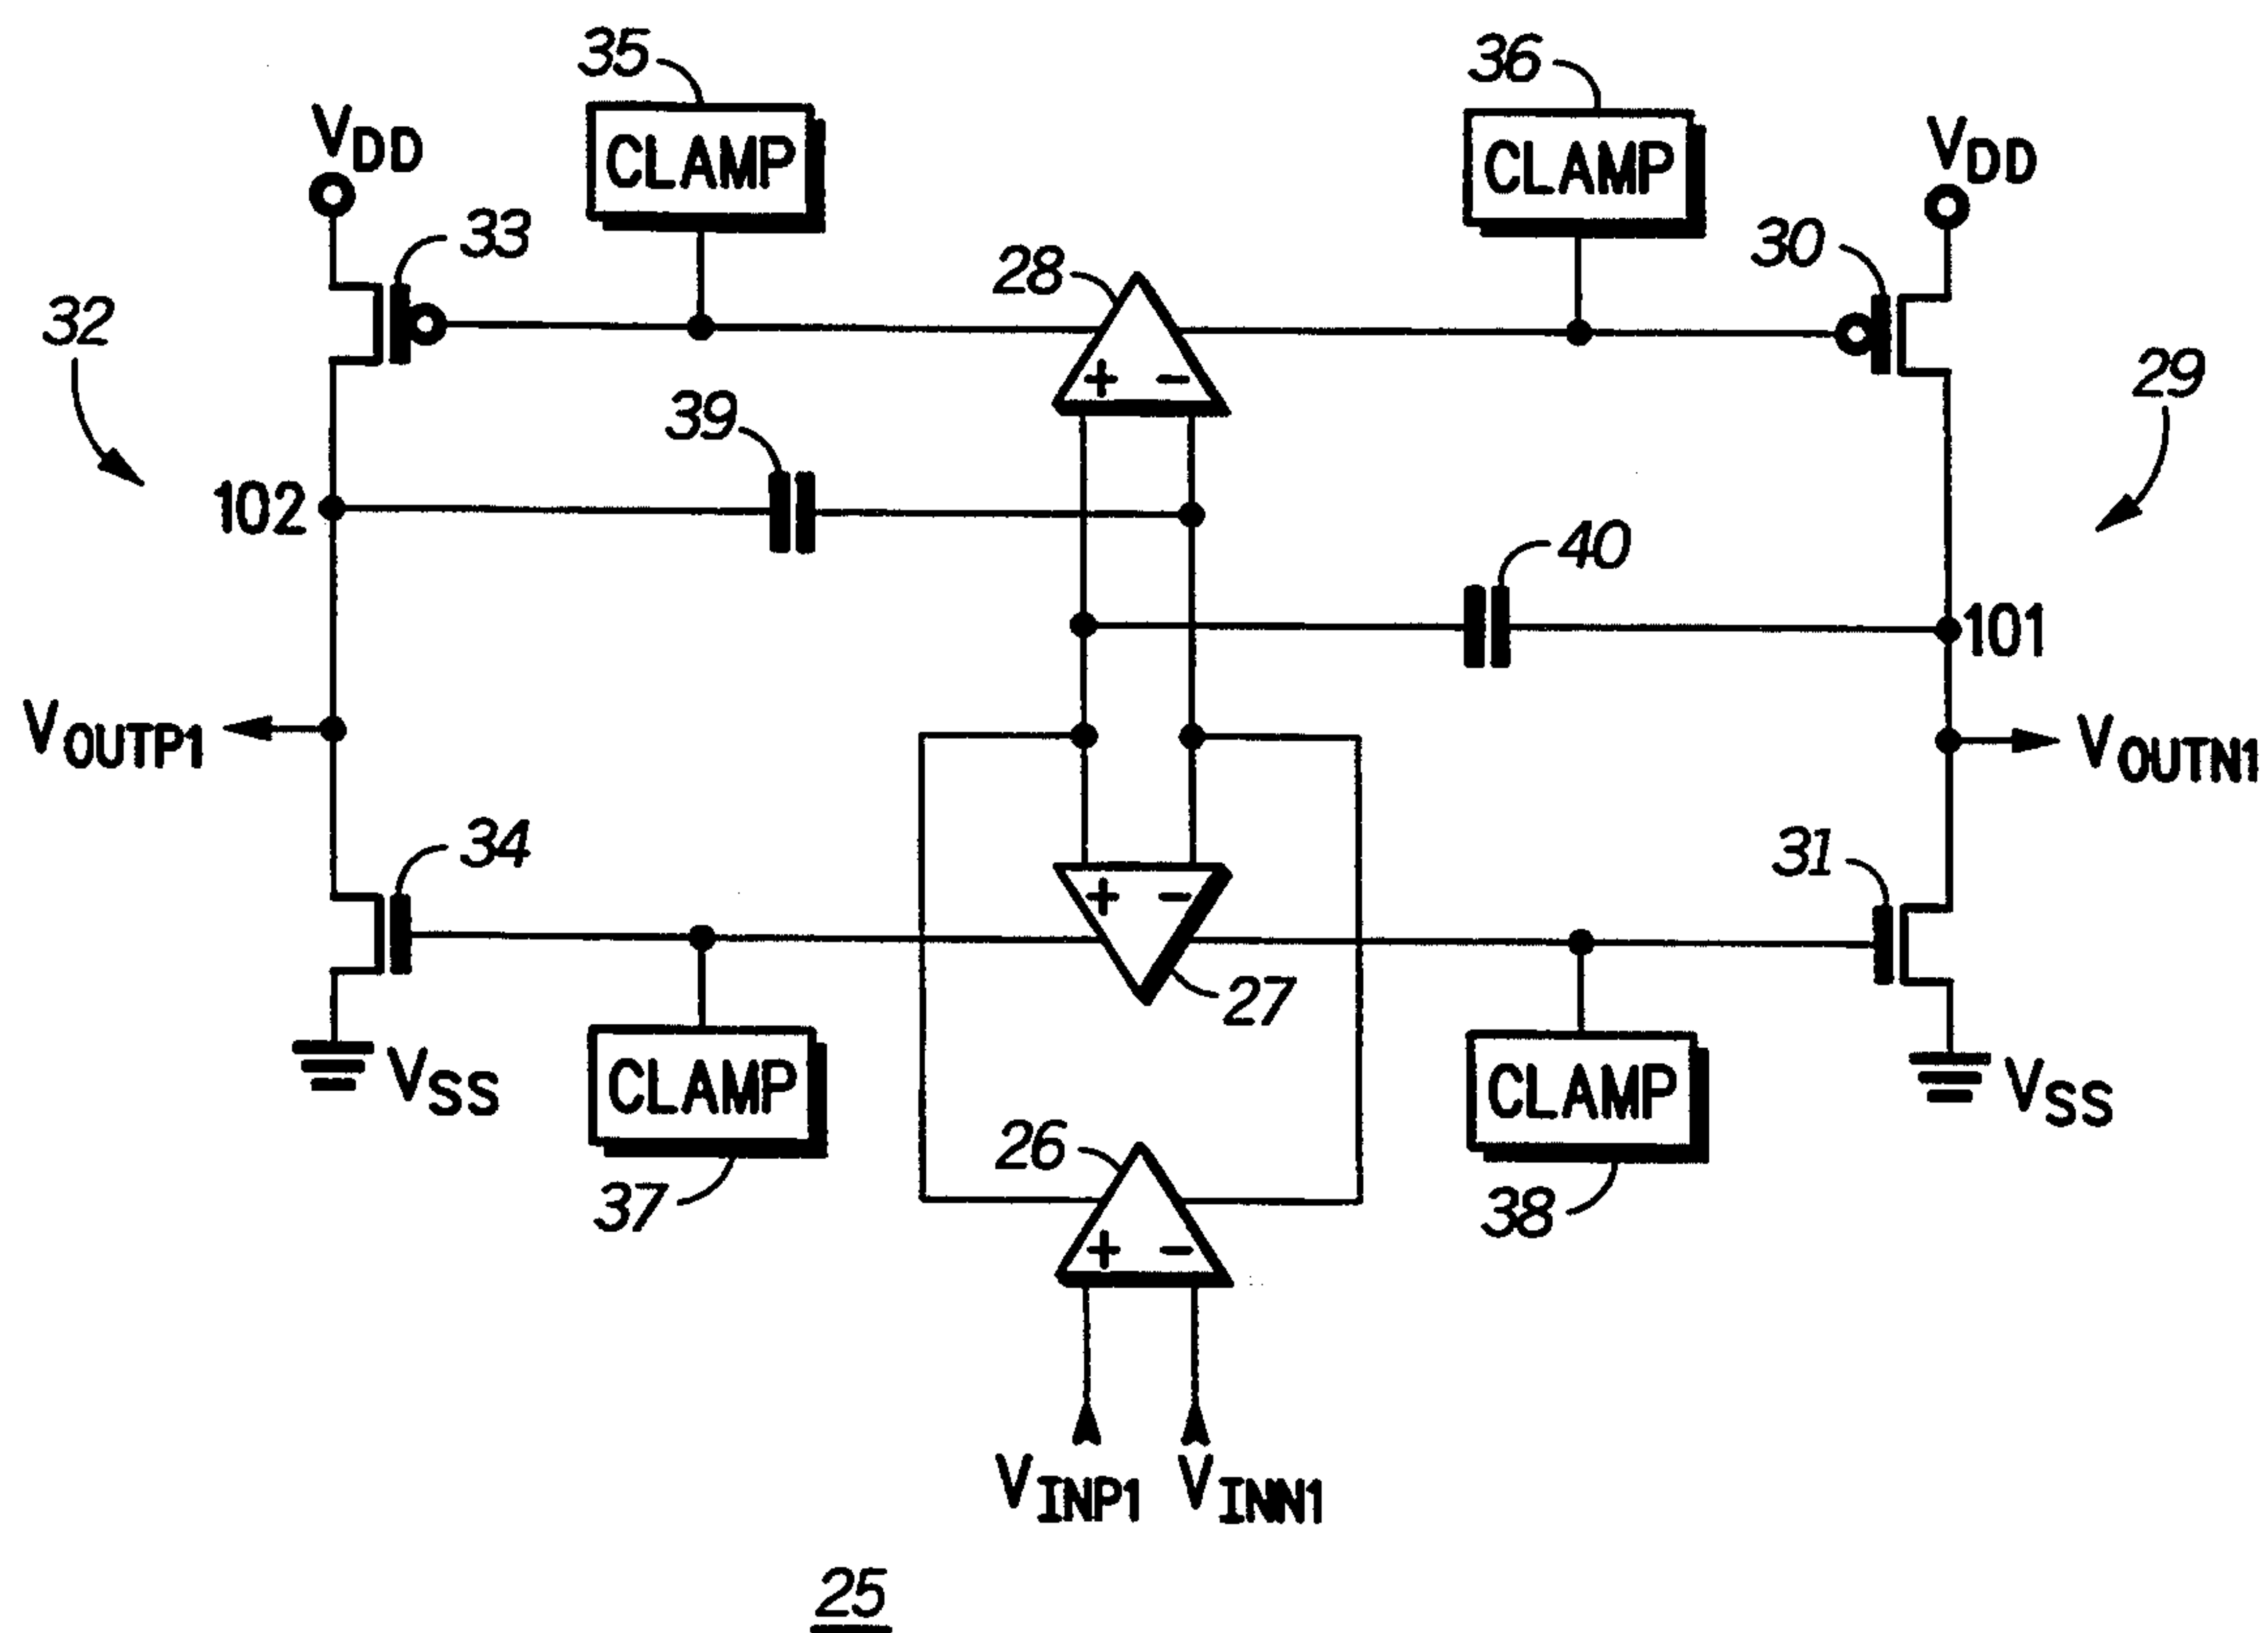 35
36
VDD
CLAMP
CLAMP
VDD
33
28
30
32
+ -
29
39
102
40
101
VOUTP1
VOUTN1
34
31
+ -
27
CLAMP
CLAMP
VSS
VSS
26
37
38
+ -
VINP1 VINN1
25